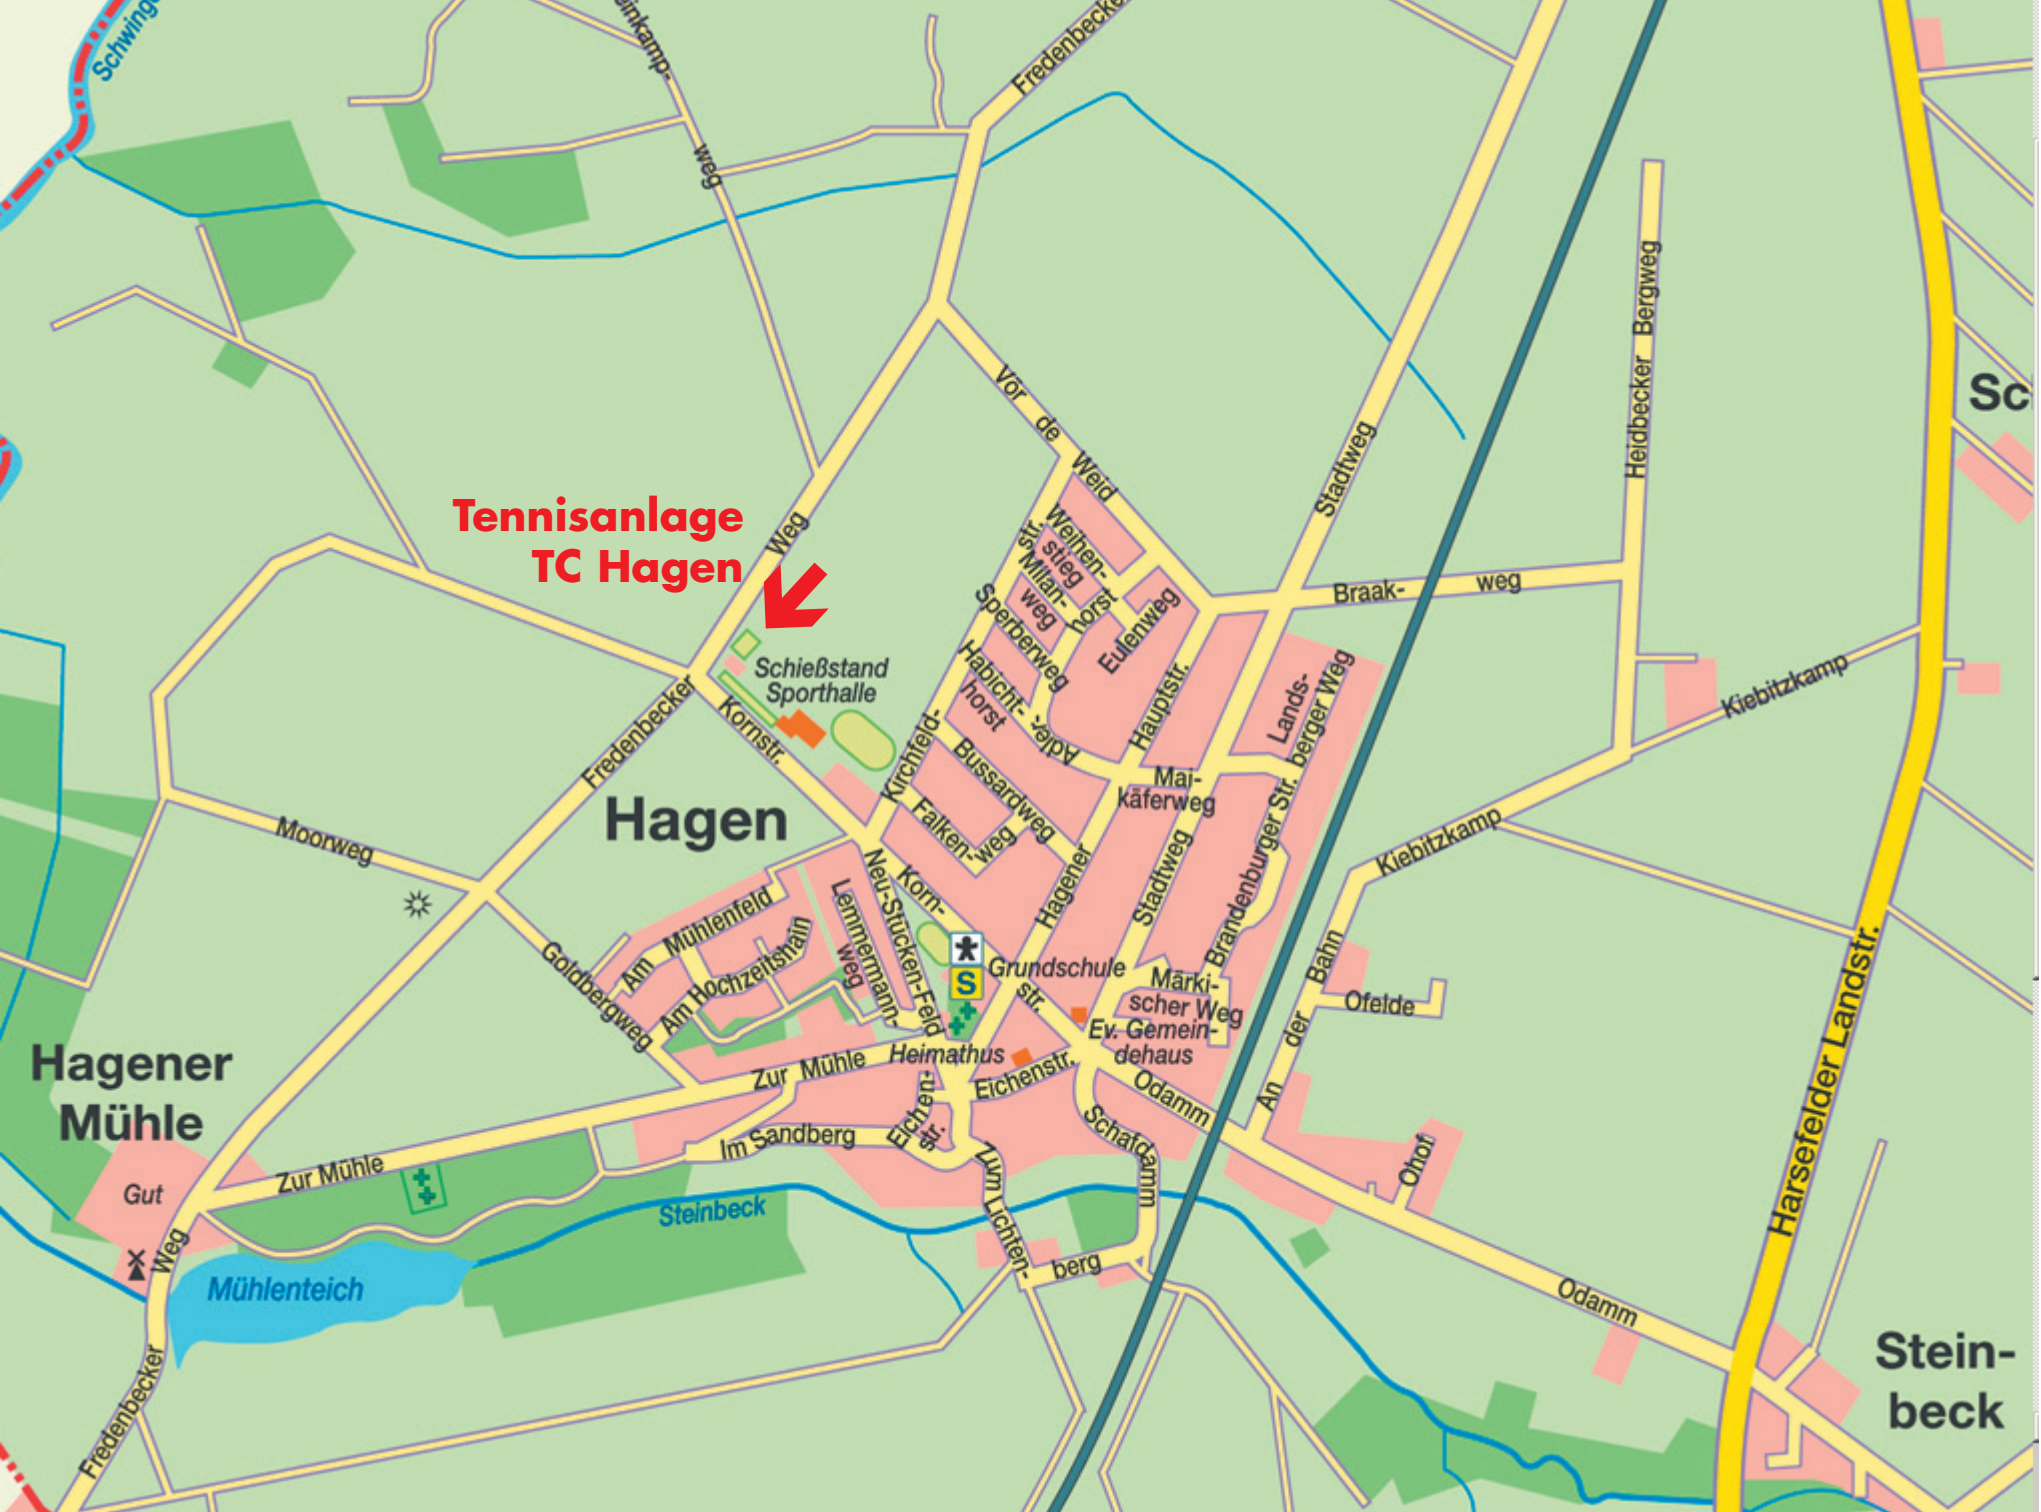 Schwinge
einkamp-
weg
Fredenbecker
Weg
Vör de Weid
Stadtweg
Heidbecker Bergweg
Sc
Tennisanlage
TC Hagen
Schießstand
Sporthalle
Weihen-
stieg
Milan-
weg
horst
Eulenweg
Sperberweg
Habicht-
horst
Adler-
str.
Kirchfeld-
Braak-
weg
Lands-
berger Weg
Hauptstr.
Kiebitzkamp
Fredenbecker
Kornstr.
Bussardweg
Falken-
weg
Mai-
käferweg
Hagen
Moorweg
Hagener
Stadtweg
Brandenburger Str.
Kiebitzkamp
Neu-Stücken-Feld
Korn-
str.
Lemmermann-
weg
Am Mühlenfeld
Am Hochzeitshain
Goldbergweg
S
Grundschule
Märki-
scher Weg
Ev. Gemein-
dehaus
An der Bahn
Ofelde
Harsefelder Landstr.
Hagener
Mühle
Heimathus
Zur Mühle
Eichenstr.
Eichen-
str.
Odamm
Schafdamm
Im Sandberg
Zum Lichten-
berg
Ohof
Zur Mühle
Gut
Weg
Steinbeck
Mühlenteich
Odamm
Stein-
beck
Fredenbecker